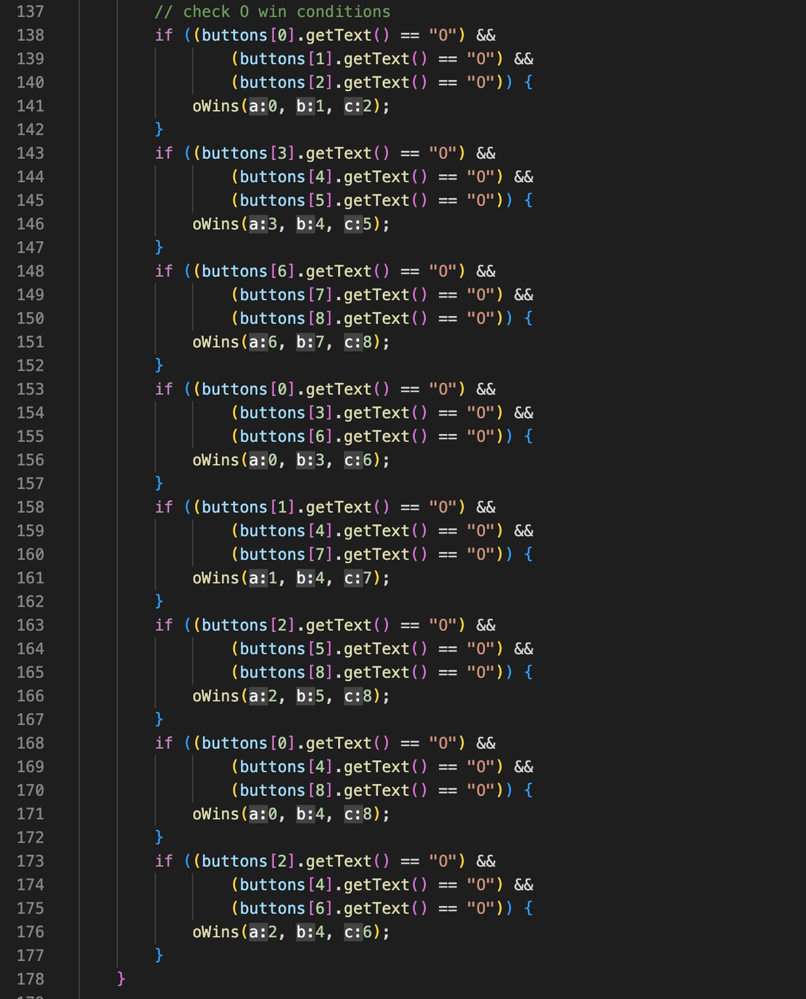 137 // check O win conditions
138 if ((buttons[0].getText() == "O") &&
139 (buttons[1].getText() == "O") &&
140 (buttons[2].getText() == "O")) {
141 oWins(a:0, b:1, c:2);
142 }
143 if ((buttons[3].getText() == "O") &&
144 (buttons[4].getText() == "O") &&
145 (buttons[5].getText() == "O")) {
146 oWins(a:3, b:4, c:5);
147 }
148 if ((buttons[6].getText() == "O") &&
149 (buttons[7].getText() == "O") &&
150 (buttons[8].getText() == "O")) {
151 oWins(a:6, b:7, c:8);
152 }
153 if ((buttons[0].getText() == "O") &&
154 (buttons[3].getText() == "O") &&
155 (buttons[6].getText() == "O")) {
156 oWins(a:0, b:3, c:6);
157 }
158 if ((buttons[1].getText() == "O") &&
159 (buttons[4].getText() == "O") &&
160 (buttons[7].getText() == "O")) {
161 oWins(a:1, b:4, c:7);
162 }
163 if ((buttons[2].getText() == "O") &&
164 (buttons[5].getText() == "O") &&
165 (buttons[8].getText() == "O")) {
166 oWins(a:2, b:5, c:8);
167 }
168 if ((buttons[0].getText() == "O") &&
169 (buttons[4].getText() == "O") &&
170 (buttons[8].getText() == "O")) {
171 oWins(a:0, b:4, c:8);
172 }
173 if ((buttons[2].getText() == "O") &&
174 (buttons[4].getText() == "O") &&
175 (buttons[6].getText() == "O")) {
176 oWins(a:2, b:4, c:6);
177 }
178 }